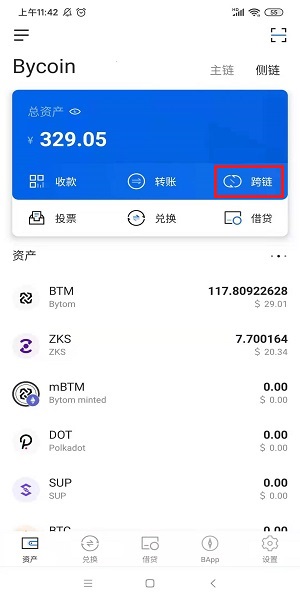 上午11:42
56
Bycoin
主链 侧链
总资产
¥ 329.05
收款 转账 跨链
投票 兑换 借贷
资产
BTM 117.80922628
Bytom $ 29.01
ZKS 7.700164
ZKS $ 20.34
mBTM 0.00
Bytom minted $ 0.00
DOT 0.00
Polkadot $ 0.00
SUP 0.00
SUP $ 0.00
BTC 0.00
资产 兑换 借贷 BApp 设置